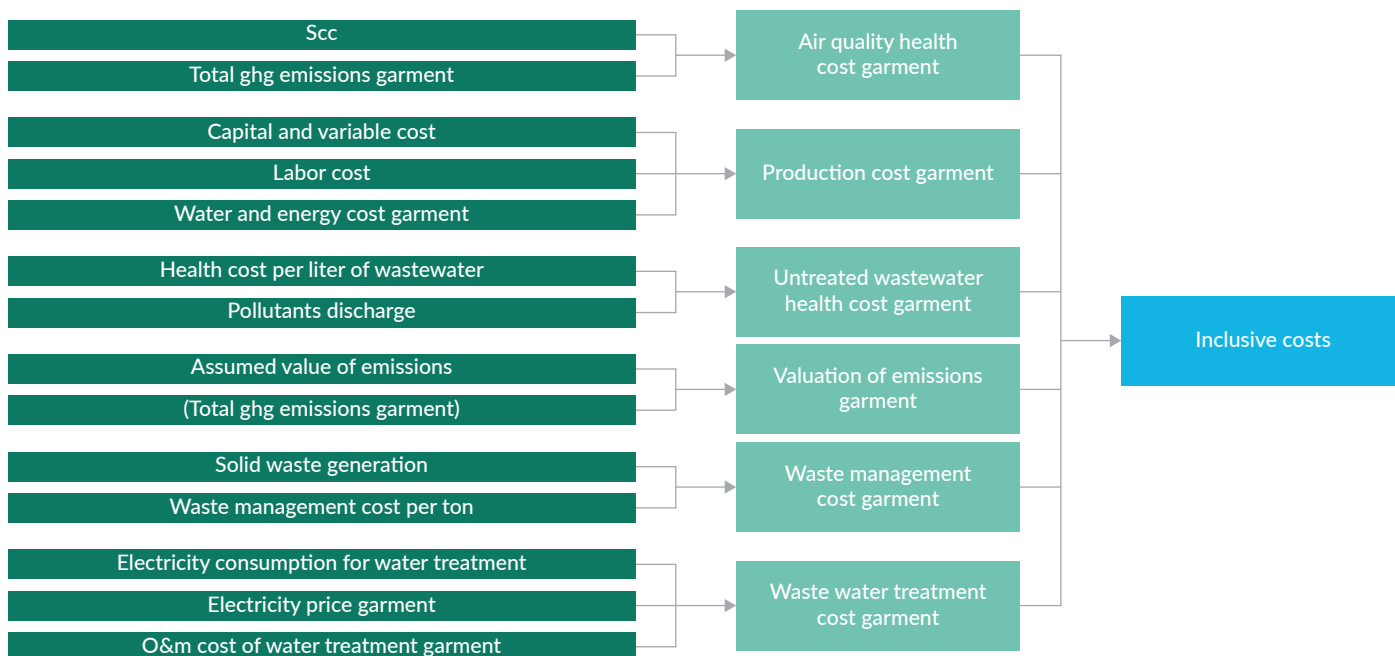 Scc
Total ghg emissions garment
Air quality health
cost garment
Capital and variable cost
Labor cost
Water and energy cost garment
Production cost garment
Health cost per liter of wastewater
Pollutants discharge
Untreated wastewater
health cost garment
Assumed value of emissions
(Total ghg emissions garment)
Valuation of emissions
garment
Solid waste generation
Waste management cost per ton
Waste management
cost garment
Electricity consumption for water treatment
Electricity price garment
O&m cost of water treatment garment
Waste water treatment
cost garment
Inclusive costs